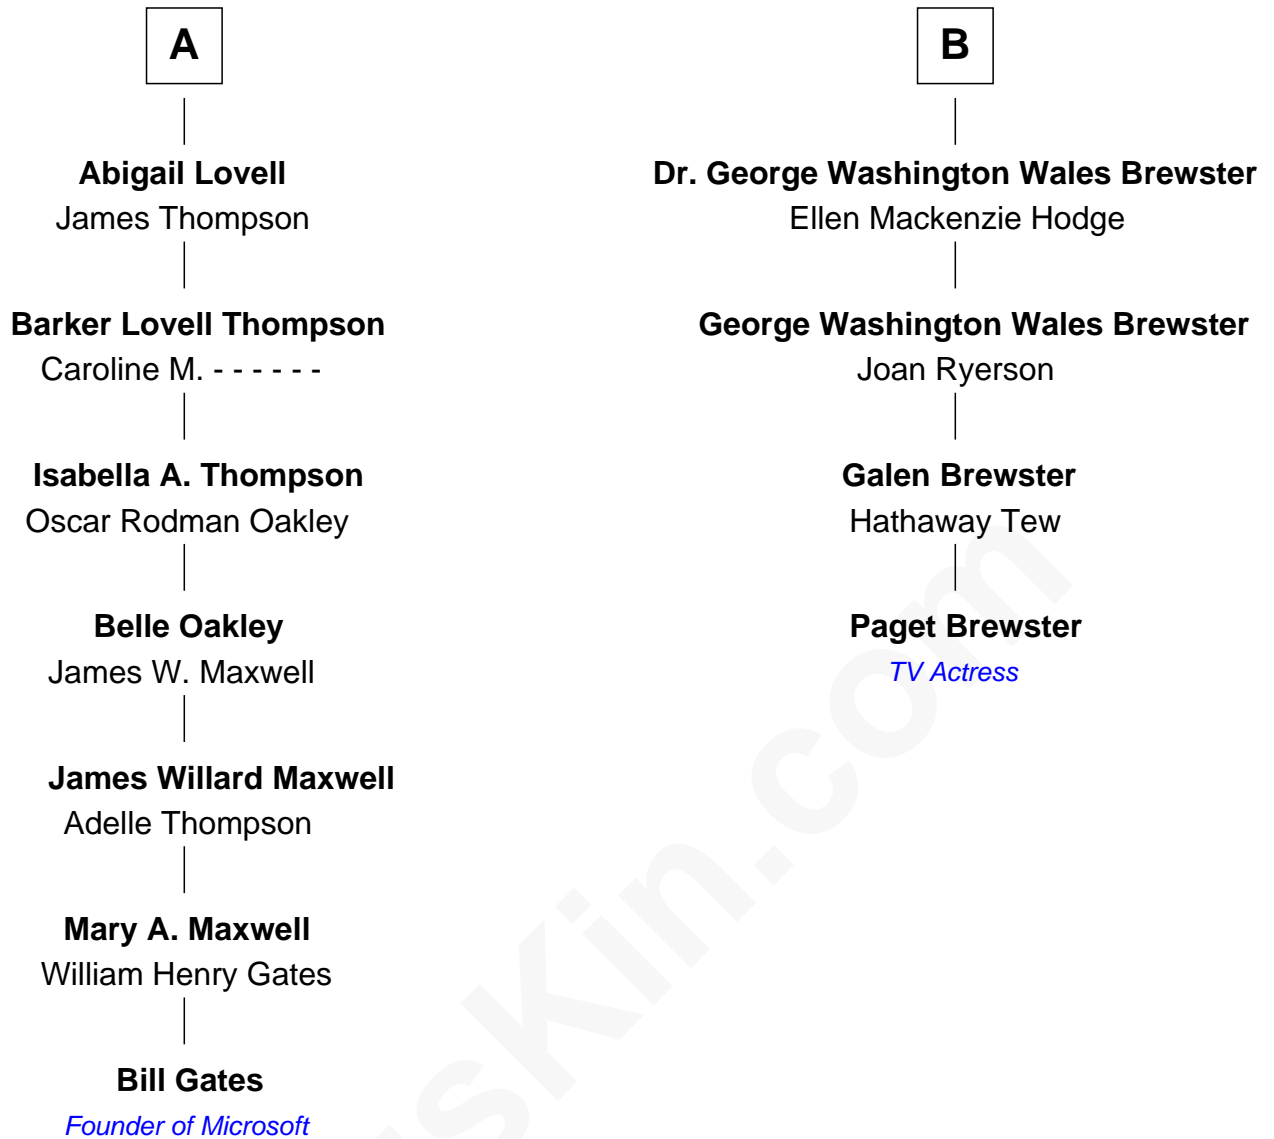 A
Abigail Lovell
James Thompson
Barker Lovell Thompson
Caroline M. - - - - - -
Isabella A. Thompson
Oscar Rodman Oakley
Belle Oakley
James W. Maxwell
James Willard Maxwell
Adelle Thompson
Mary A. Maxwell
William Henry Gates
Bill Gates
Founder of Microsoft
B
Dr. George Washington Wales Brewster
Ellen Mackenzie Hodge
George Washington Wales Brewster
Joan Ryerson
Galen Brewster
Hathaway Tew
Paget Brewster
TV Actress